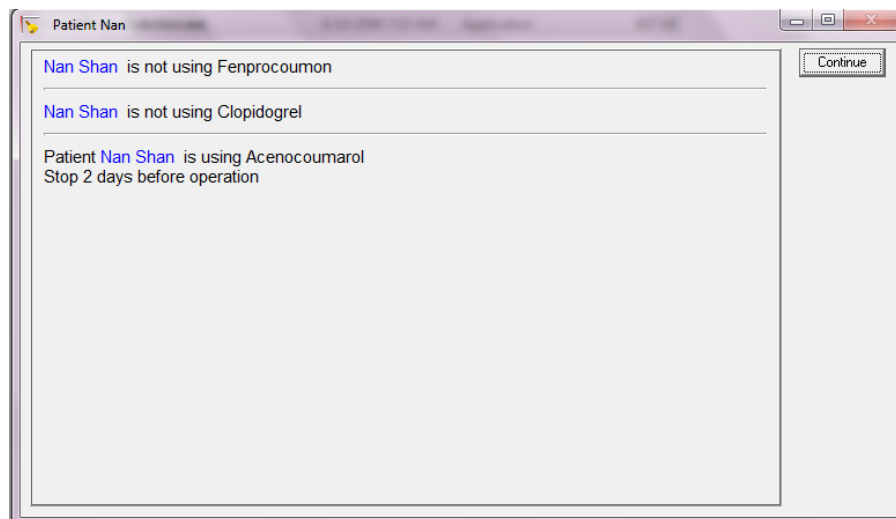 Patient Nan
Continue
Nan Shan is not using Fenprocoumon
Nan Shan is not using Clopidogrel
Patient Nan Shan is using Acenocoumarol
Stop 2 days before operation